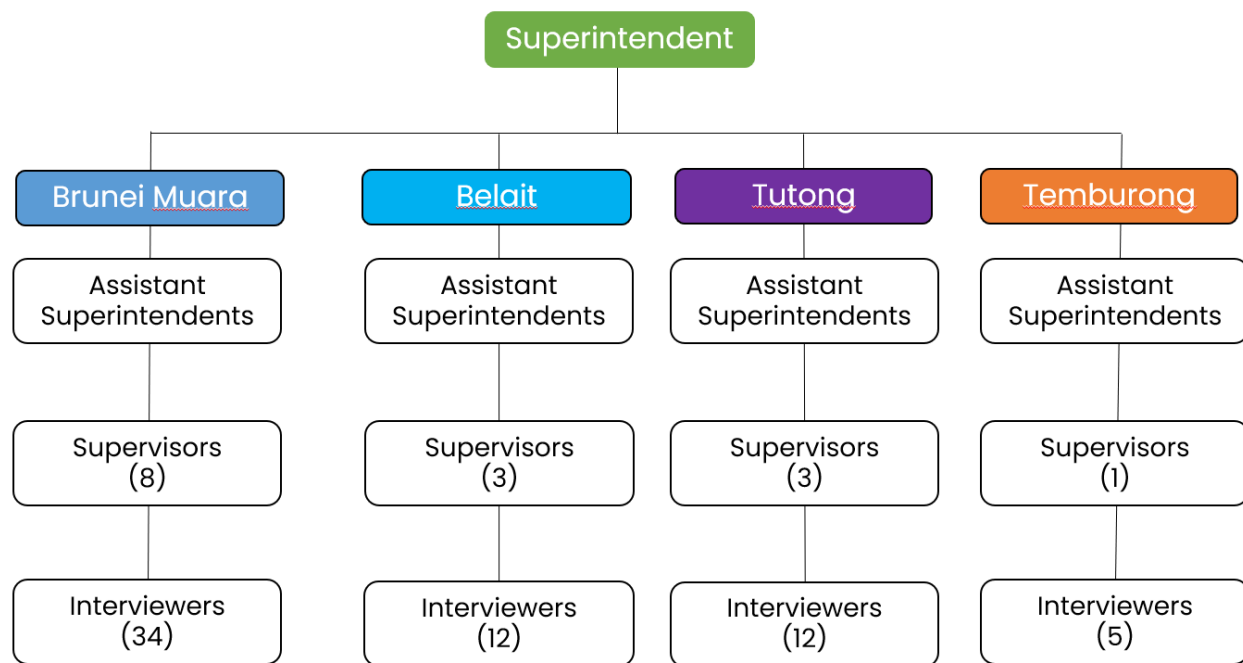 Superintendent
Brunei Muara
Belait
Tutong
Temburong
Assistant
Superintendents
Assistant
Superintendents
Assistant
Superintendents
Assistant
Superintendents
Supervisors
(8)
Supervisors
(3)
Supervisors
(3)
Supervisors
(1)
Interviewers
(34)
Interviewers
(12)
Interviewers
(12)
Interviewers
(5)